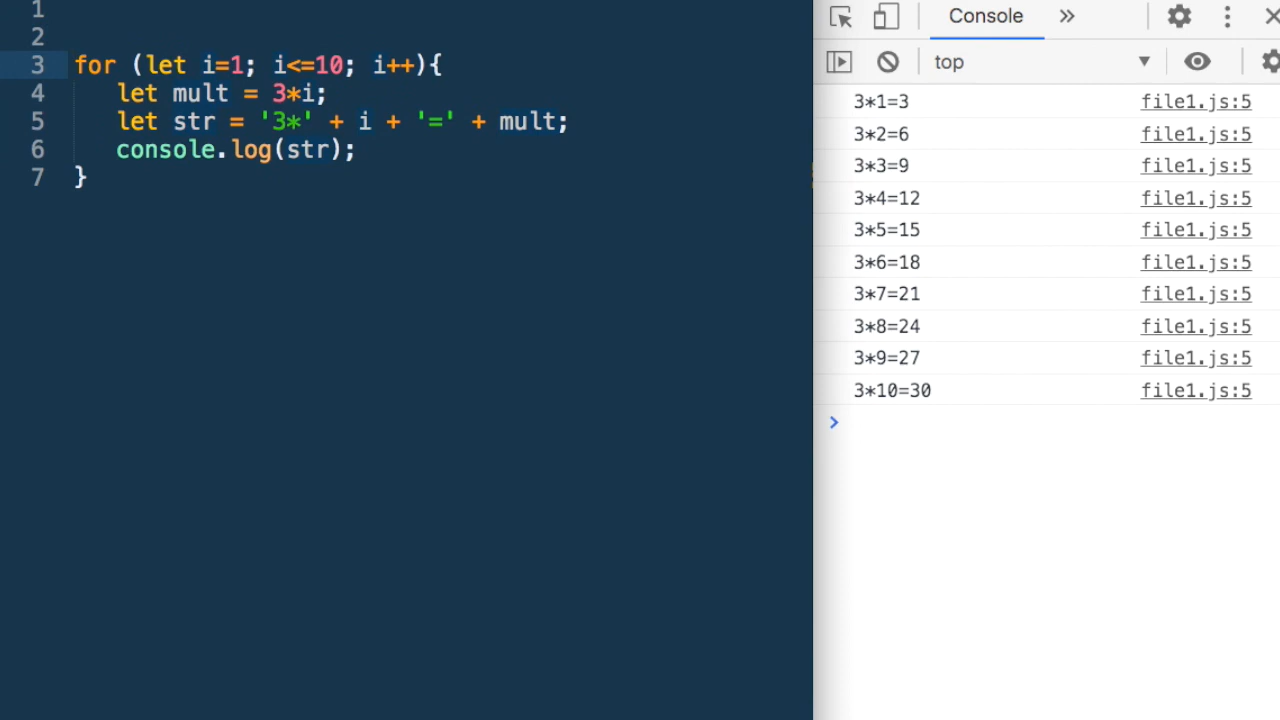 1
2
3 for (let i=1; i<=10; i++){
4 let mult = 3*i;
5 let str = '3*' + i + '=' + mult;
6 console.log(str);
7 }
Console »
top ▼
3*1=3 file1.js:5
3*2=6 file1.js:5
3*3=9 file1.js:5
3*4=12 file1.js:5
3*5=15 file1.js:5
3*6=18 file1.js:5
3*7=21 file1.js:5
3*8=24 file1.js:5
3*9=27 file1.js:5
3*10=30 file1.js:5
>